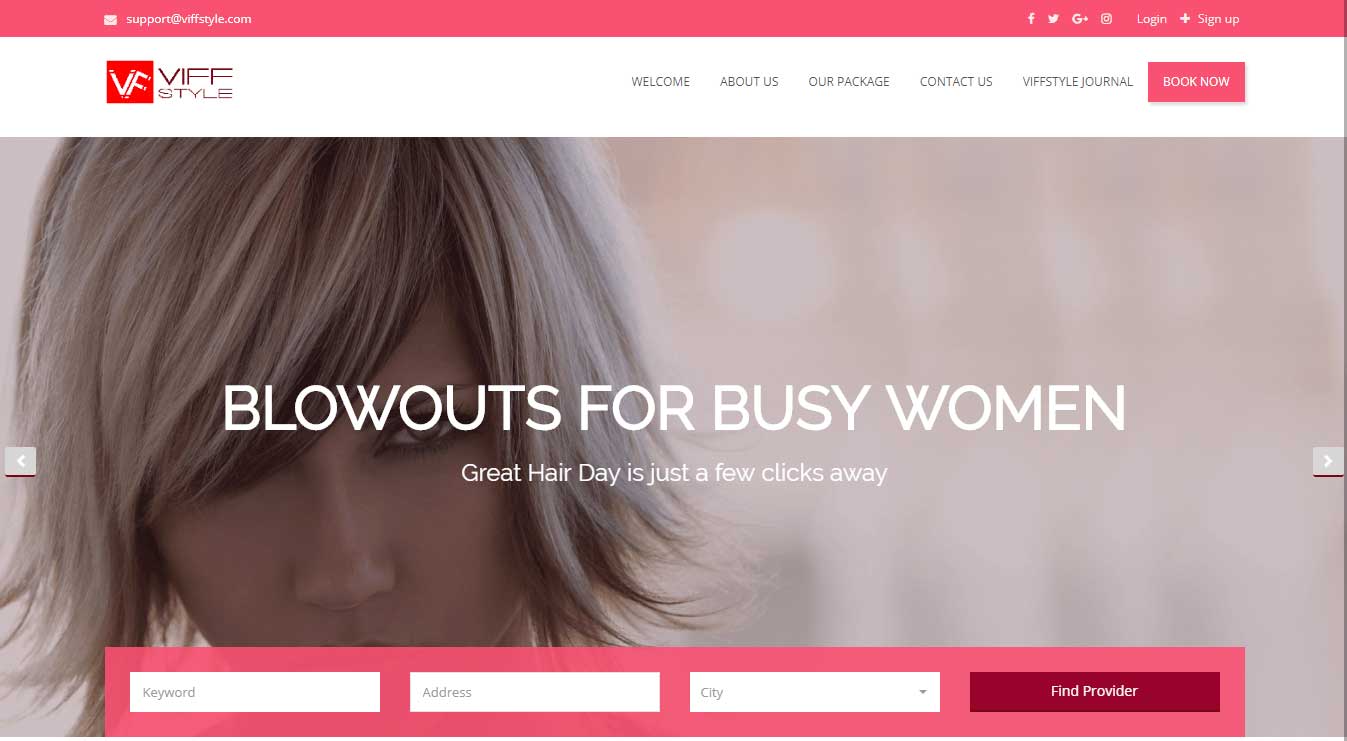 support@viffstyle.com
Login
Sign up
VF VIFF
STYLE
WELCOME
ABOUT US
OUR PACKAGE
CONTACT US
VIFFSTYLE JOURNAL
BOOK NOW
BLOWOUTS FOR BUSY WOMEN
Great Hair Day is just a few clicks away
Keyword
Address
City
Find Provider